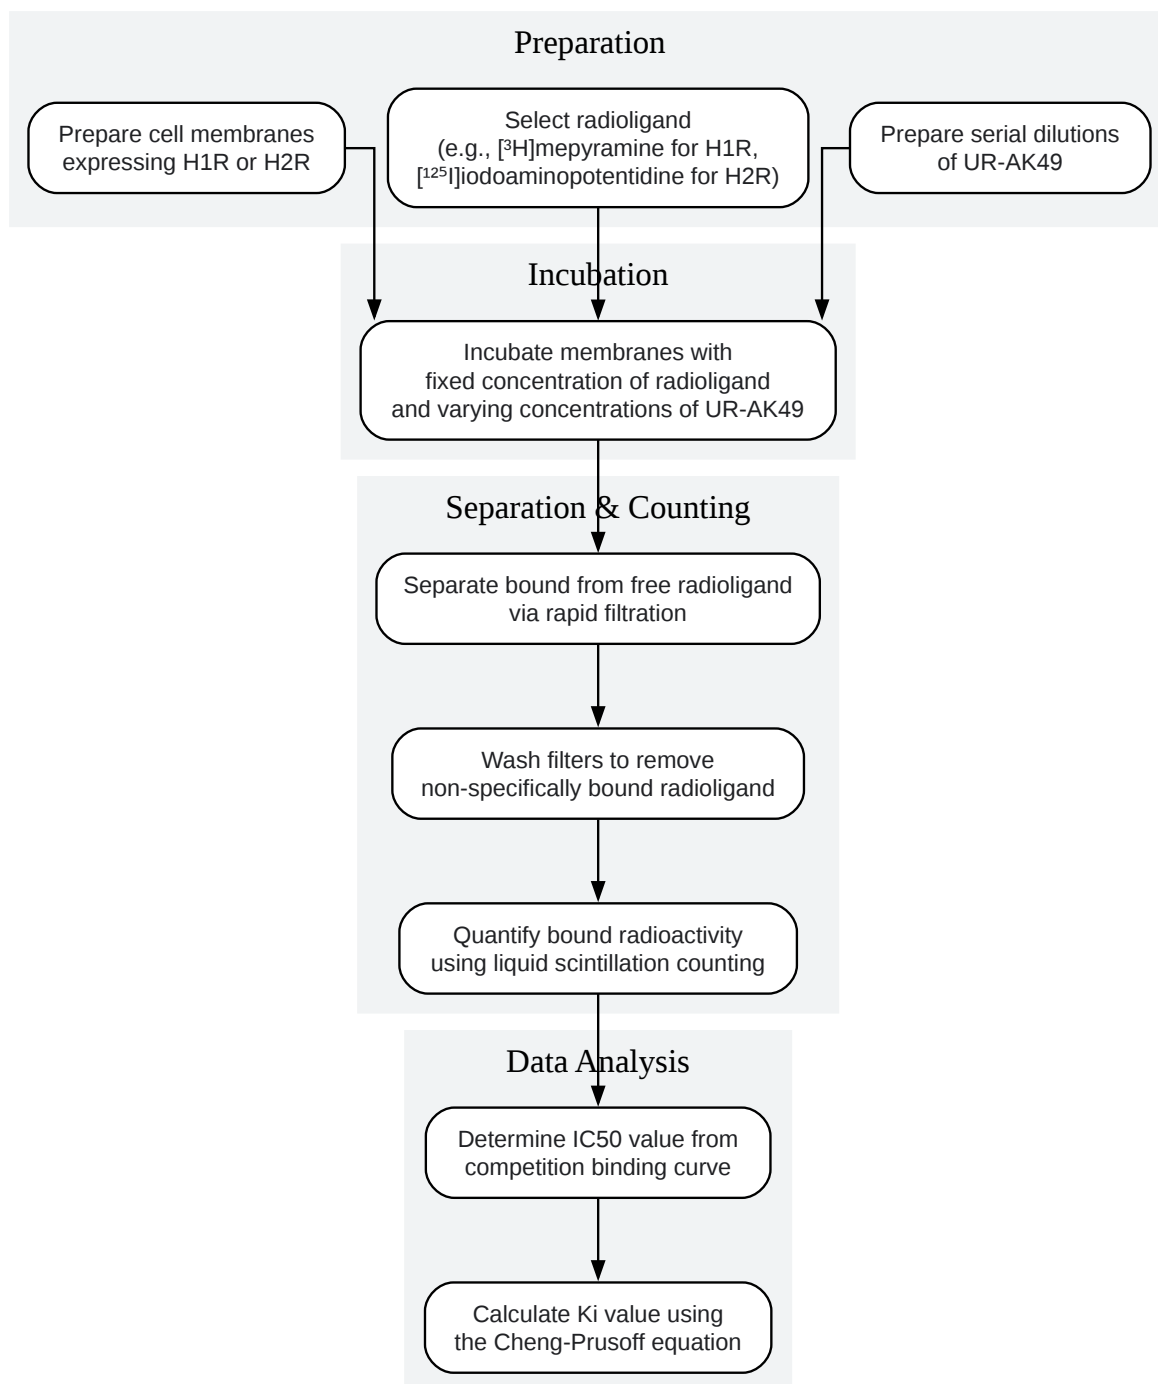 Preparation
Prepare cell membranes
expressing H1R or H2R
Select radioligand
(e.g., [³H]mepyramine for H1R,
[¹²⁵I]iodoaminopotentidine for H2R)
Prepare serial dilutions
of UR-AK49
Incubation
Incubate membranes with
fixed concentration of radioligand
and varying concentrations of UR-AK49
Separation & Counting
Separate bound from free radioligand
via rapid filtration
Wash filters to remove
non-specifically bound radioligand
Quantify bound radioactivity
using liquid scintillation counting
Data Analysis
Determine IC50 value from
competition binding curve
Calculate Ki value using
the Cheng-Prusoff equation